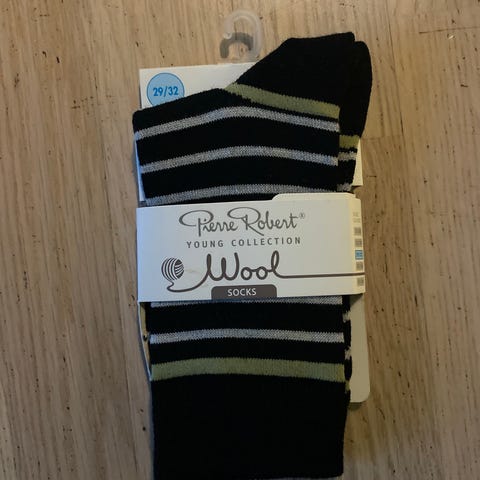 29/32
Pierre Robert®
YOUNG COLLECTION
Wool
SOCKS